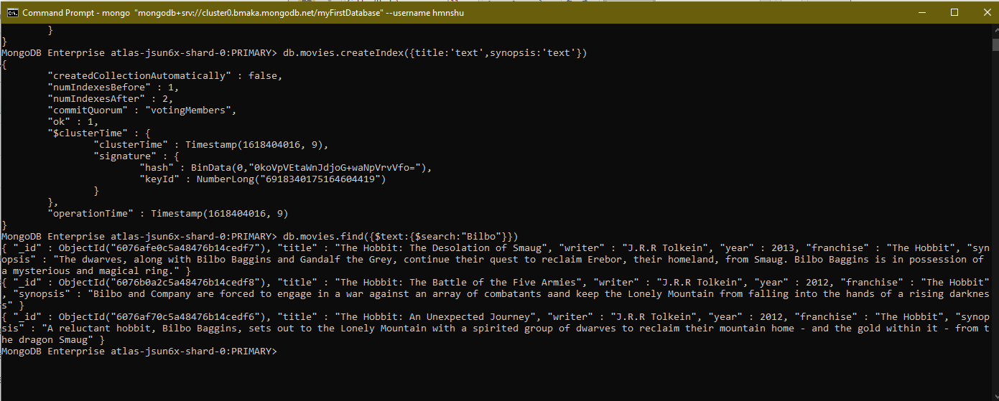 Command Prompt - mongo "mongodb+srv://cluster0.bmaka.mongodb.net/myFirstDatabase" --username hmnshu
}
}
MongoDB Enterprise atlas-jsun6x-shard-0:PRIMARY> db.movies.createIndex({title:'text',synopsis:'text'})
{
"createdCollectionAutomatically" : false,
"numIndexesBefore" : 1,
"numIndexesAfter" : 2,
"commitQuorum" : "votingMembers",
"ok" : 1,
"$clusterTime" : {
"clusterTime" : Timestamp(1618404016, 9),
"signature" : {
"hash" : BinData(0,"0koVpVEtaWnJdjoG+waNpVrvVfo="),
"keyId" : NumberLong("6918340175164604419")
}
},
"operationTime" : Timestamp(1618404016, 9)
}
MongoDB Enterprise atlas-jsun6x-shard-0:PRIMARY> db.movies.find({$text:{$search:"Bilbo"}})
{ "_id" : ObjectId("6076afe0c5a48476b14cedf7"), "title" : "The Hobbit: The Desolation of Smaug", "writer" : "J.R.R Tolkein", "year" : 2013, "franchise" : "The Hobbit", "syn
opsis" : "The dwarves, along with Bilbo Baggins and Gandalf the Grey, continue their quest to reclaim Erebor, their homeland, from Smaug. Bilbo Baggins is in possession of
a mysterious and magical ring." }
{ "_id" : ObjectId("6076b0a2c5a48476b14cedf8"), "title" : "The Hobbit: The Battle of the Five Armies", "writer" : "J.R.R Tolkein", "year" : 2012, "franchise" : "The Hobbit"
, "synopsis" : "Bilbo and Company are forced to engage in a war against an array of combatants aand keep the Lonely Mountain from falling into the hands of a rising darknes
s" }
{ "_id" : ObjectId("6076af70c5a48476b14cedf6"), "title" : "The Hobbit: An Unexpected Journey", "writer" : "J.R.R Tolkein", "year" : 2012, "franchise" : "The Hobbit", "synop
sis" : "A reluctant hobbit, Bilbo Baggins, sets out to the Lonely Mountain with a spirited group of dwarves to reclaim their mountain home - and the gold within it - from t
he dragon Smaug" }
MongoDB Enterprise atlas-jsun6x-shard-0:PRIMARY>